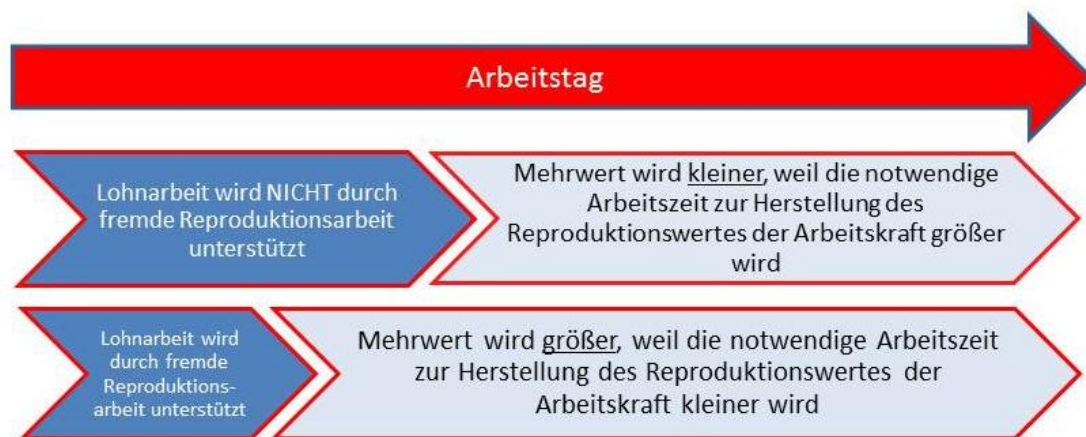 Arbeitstag
Lohnarbeit wird NICHT durch
fremde Reproduktionsarbeit
unterstützt
Mehrwert wird kleiner, weil die notwendige
Arbeitszeit zur Herstellung des
Reproduktionswertes der Arbeitskraft größer
wird
Lohnarbeit wird
durch fremde
Reproduktions-
arbeit unterstützt
Mehrwert wird größer, weil die notwendige Arbeitszeit
zur Herstellung des Reproduktionswertes der
Arbeitskraft kleiner wird